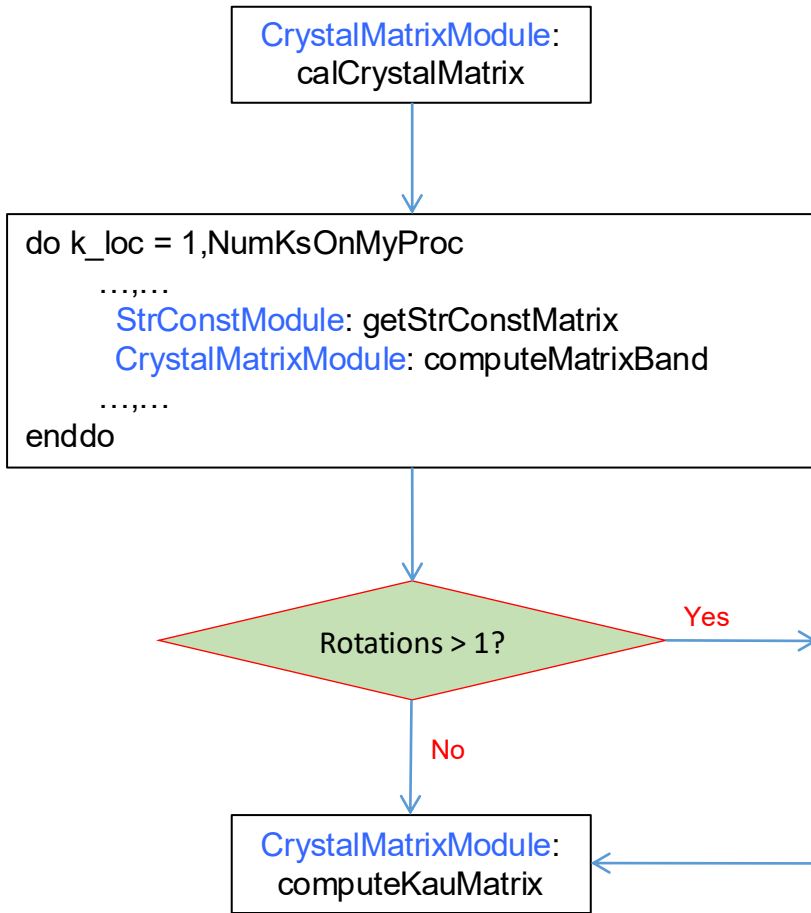 CrystalMatrixModule:
calCrystalMatrix
do k_loc = 1,NumKsOnMyProc
...,...
StrConstModule: getStrConstMatrix
CrystalMatrixModule: computeMatrixBand
...,...
enddo
Rotations > 1?
Yes
No
CrystalMatrixModule:
computeKauMatrix